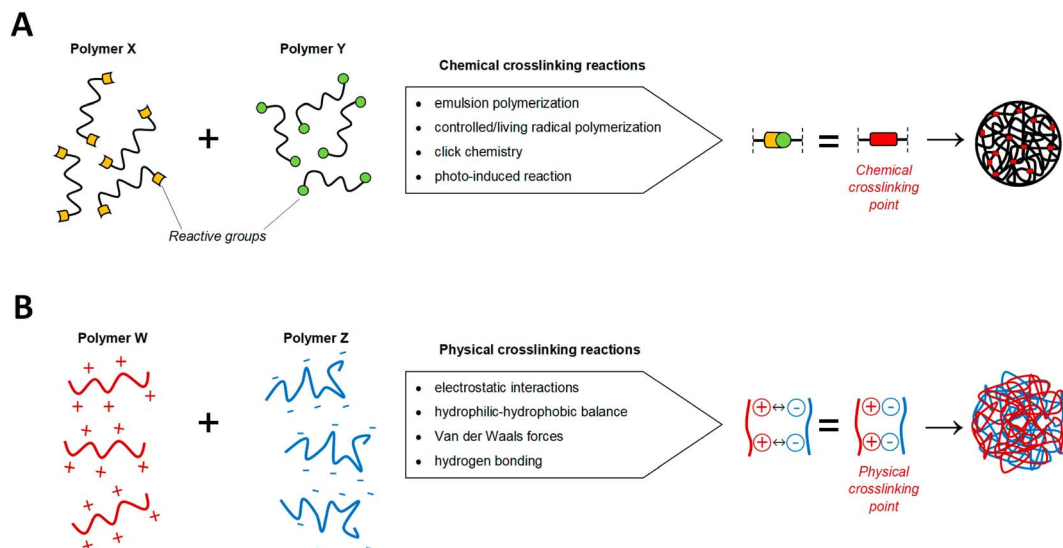 A
Polymer X
Polymer Y
Chemical crosslinking reactions
• emulsion polymerization
• controlled/living radical polymerization
• click chemistry
• photo-induced reaction
+
=
Chemical
crosslinking
point
Reactive groups
B
Polymer W
Polymer Z
Physical crosslinking reactions
• electrostatic interactions
• hydrophilic-hydrophobic balance
• Van der Waals forces
• hydrogen bonding
+
=
Physical
crosslinking
point